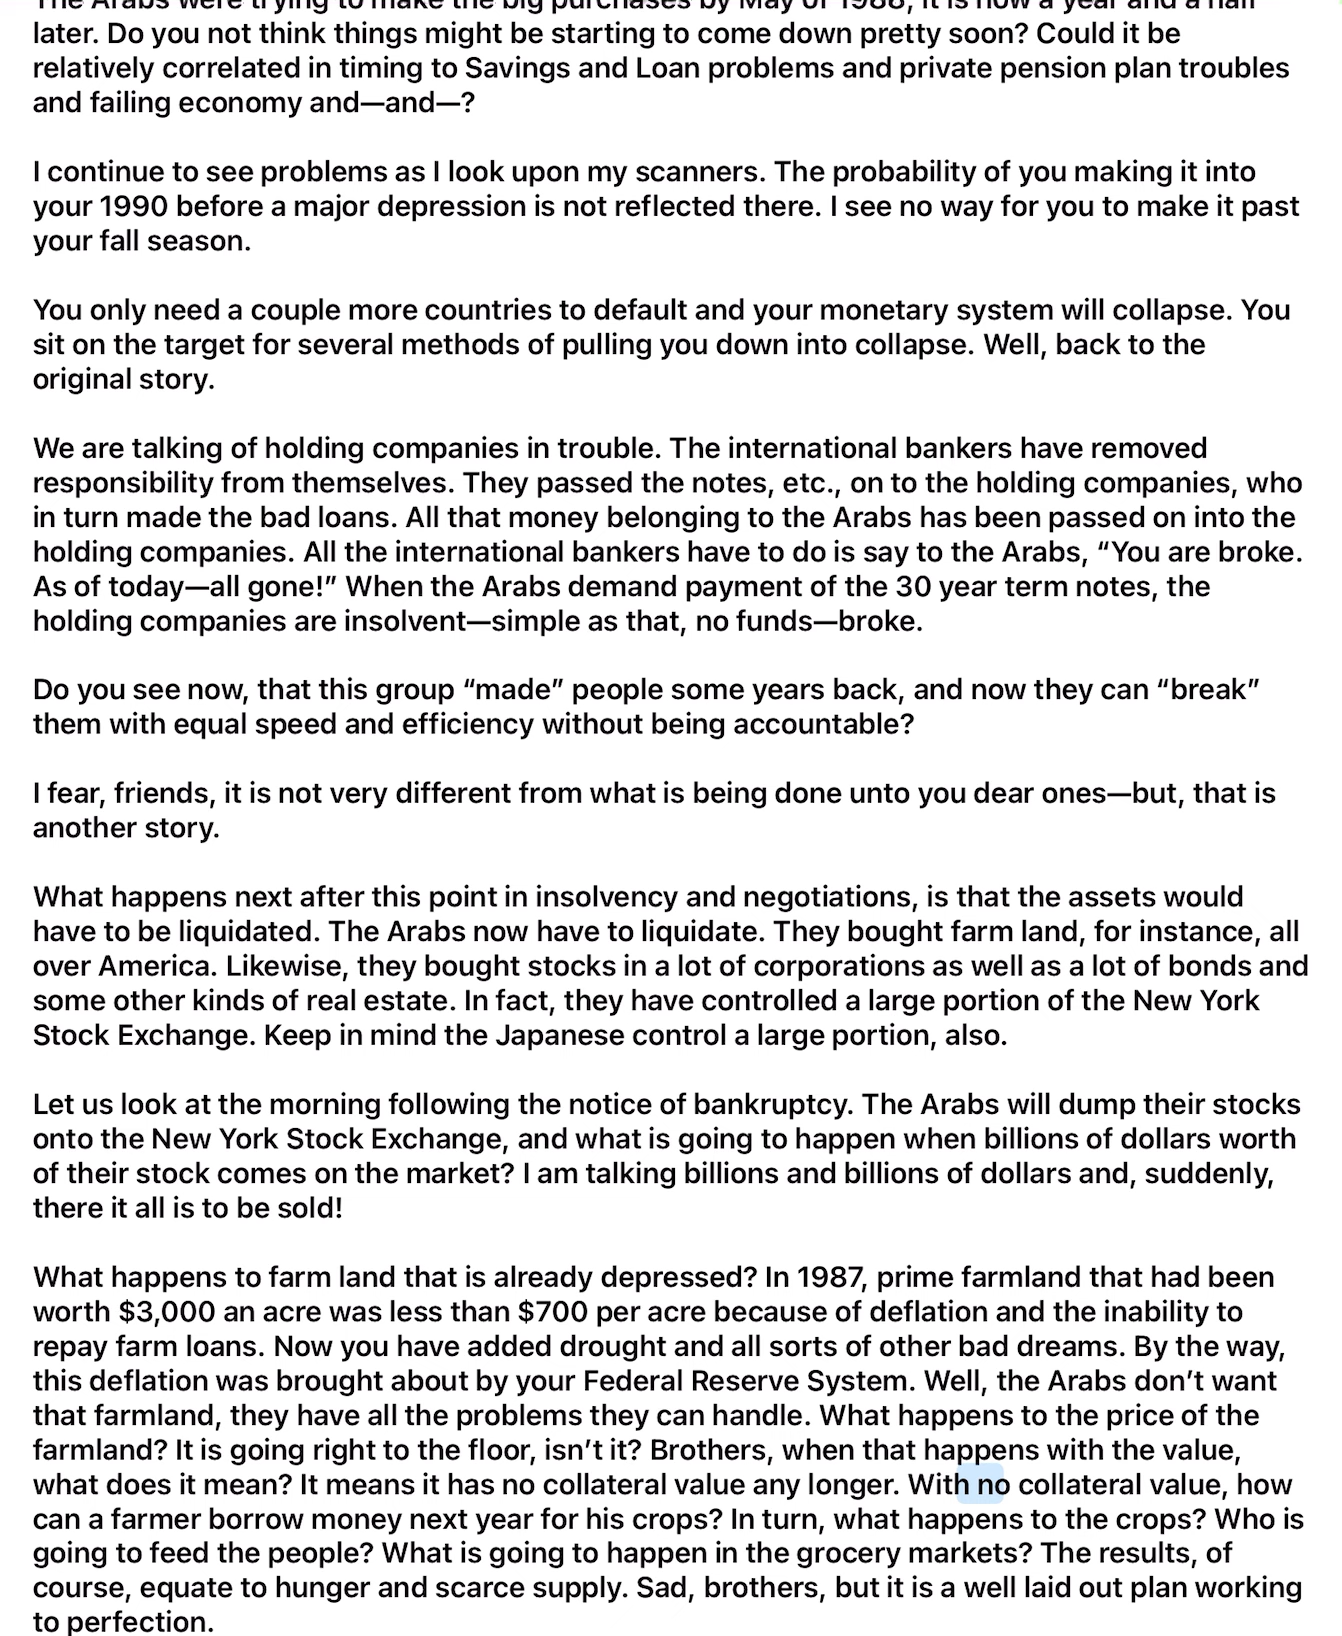 The Arabs were trying to make the big purchases by May of 1988, it is now a year and a half
later. Do you not think things might be starting to come down pretty soon? Could it be
relatively correlated in timing to Savings and Loan problems and private pension plan troubles
and failing economy and—and—?
I continue to see problems as I look upon my scanners. The probability of you making it into
your 1990 before a major depression is not reflected there. I see no way for you to make it past
your fall season.
You only need a couple more countries to default and your monetary system will collapse. You
sit on the target for several methods of pulling you down into collapse. Well, back to the
original story.
We are talking of holding companies in trouble. The international bankers have removed
responsibility from themselves. They passed the notes, etc., on to the holding companies, who
in turn made the bad loans. All that money belonging to the Arabs has been passed on into the
holding companies. All the international bankers have to do is say to the Arabs, “You are broke.
As of today—all gone!” When the Arabs demand payment of the 30 year term notes, the
holding companies are insolvent—simple as that, no funds—broke.
Do you see now, that this group “made” people some years back, and now they can “break”
them with equal speed and efficiency without being accountable?
I fear, friends, it is not very different from what is being done unto you dear ones—but, that is
another story.
What happens next after this point in insolvency and negotiations, is that the assets would
have to be liquidated. The Arabs now have to liquidate. They bought farm land, for instance, all
over America. Likewise, they bought stocks in a lot of corporations as well as a lot of bonds and
some other kinds of real estate. In fact, they have controlled a large portion of the New York
Stock Exchange. Keep in mind the Japanese control a large portion, also.
Let us look at the morning following the notice of bankruptcy. The Arabs will dump their stocks
onto the New York Stock Exchange, and what is going to happen when billions of dollars worth
of their stock comes on the market? I am talking billions and billions of dollars and, suddenly,
there it all is to be sold!
What happens to farm land that is already depressed? In 1987, prime farmland that had been
worth $3,000 an acre was less than $700 per acre because of deflation and the inability to
repay farm loans. Now you have added drought and all sorts of other bad dreams. By the way,
this deflation was brought about by your Federal Reserve System. Well, the Arabs don’t want
that farmland, they have all the problems they can handle. What happens to the price of the
farmland? It is going right to the floor, isn’t it? Brothers, when that happens with the value,
what does it mean? It means it has no collateral value any longer. With no collateral value, how
can a farmer borrow money next year for his crops? In turn, what happens to the crops? Who is
going to feed the people? What is going to happen in the grocery markets? The results, of
course, equate to hunger and scarce supply. Sad, brothers, but it is a well laid out plan working
to perfection.